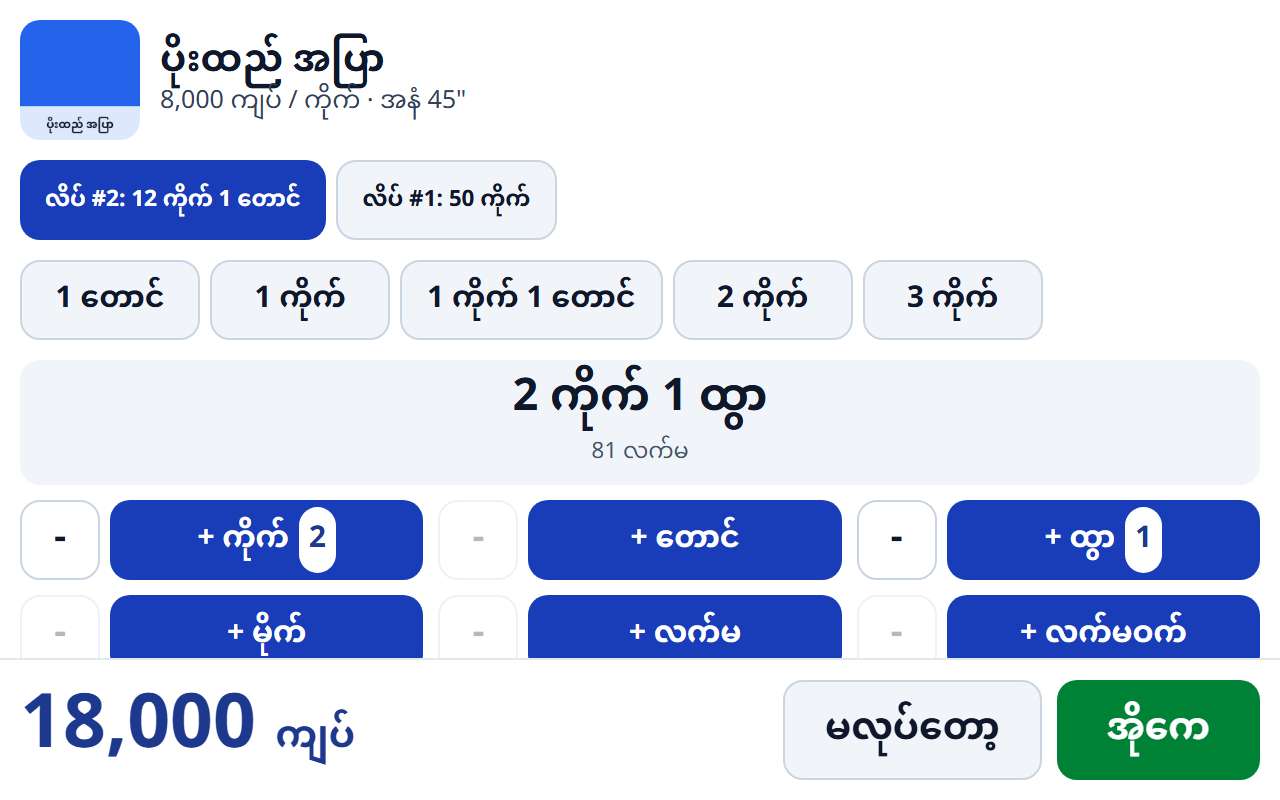 ပိုးထည် အပြာ
ပိုးထည် အပြာ
8,000 ကျပ် / ကိုက် · အနံ 45"
လိပ် #2: 12 ကိုက် 1 တောင်
လိပ် #1: 50 ကိုက်
1 တောင်
1 ကိုက်
1 ကိုက် 1 တောင်
2 ကိုက်
3 ကိုက်
2 ကိုက် 1 ထွာ
81 လက်မ
-
+ ကိုက် 2
-
+ တောင်
-
+ ထွာ 1
-
+ မိုက်
-
+ လက်မ
-
+ လက်မဝက်
18,000 ကျပ်
မလုပ်တော့
အိုကေ